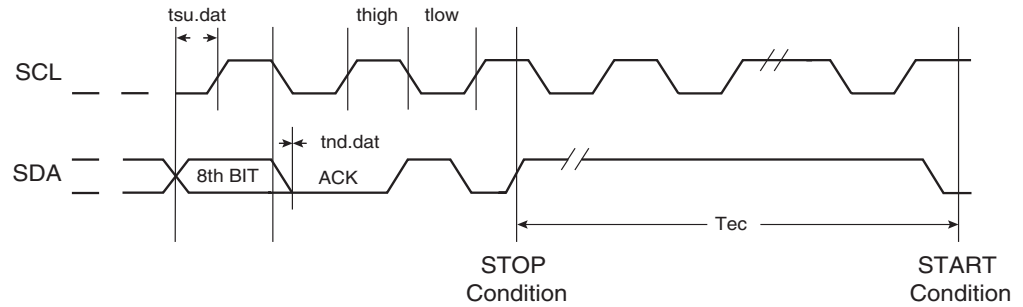 tsu.dat
thigh
tlow
SCL
tnd.dat
SDA
8th BIT
ACK
Tec
STOP
Condition
START
Condition